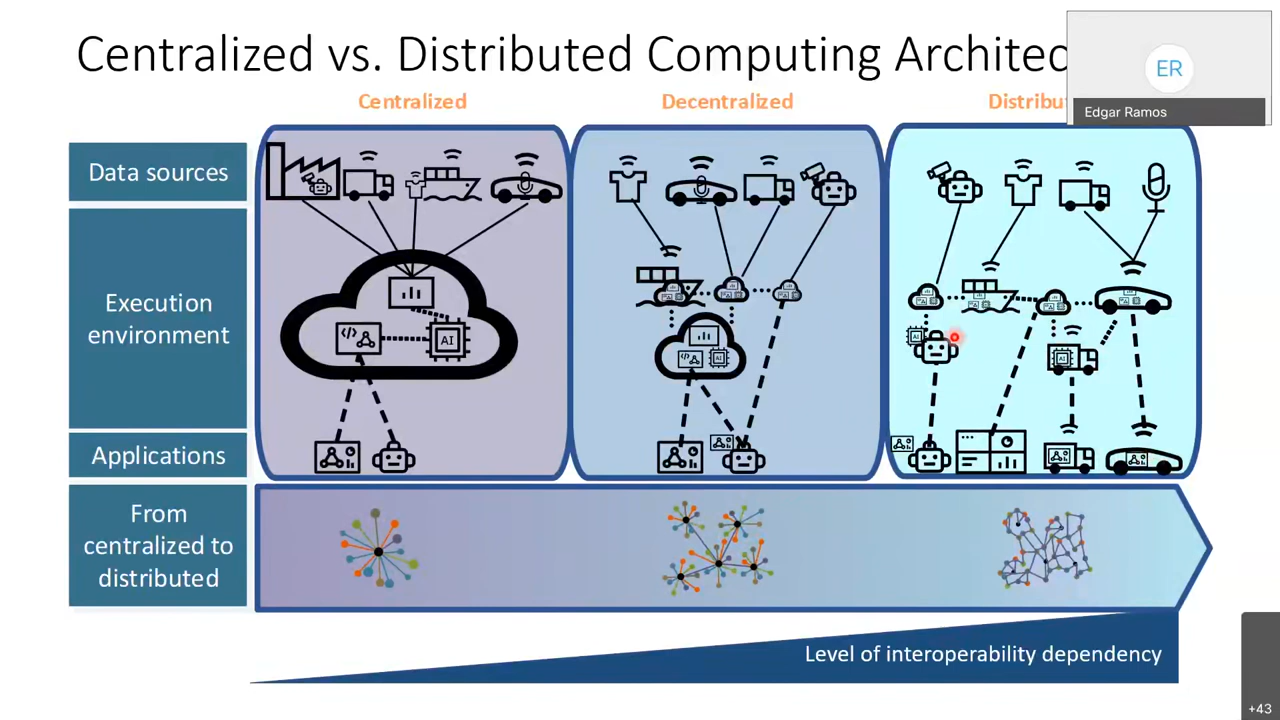 Centralized vs. Distributed Computing Architec
ER
Edgar Ramos
Centralized
Decentralized
Distribu
Data sources
Execution
environment
AI
Applications
From
centralized to
distributed
Level of interoperability dependency
+43